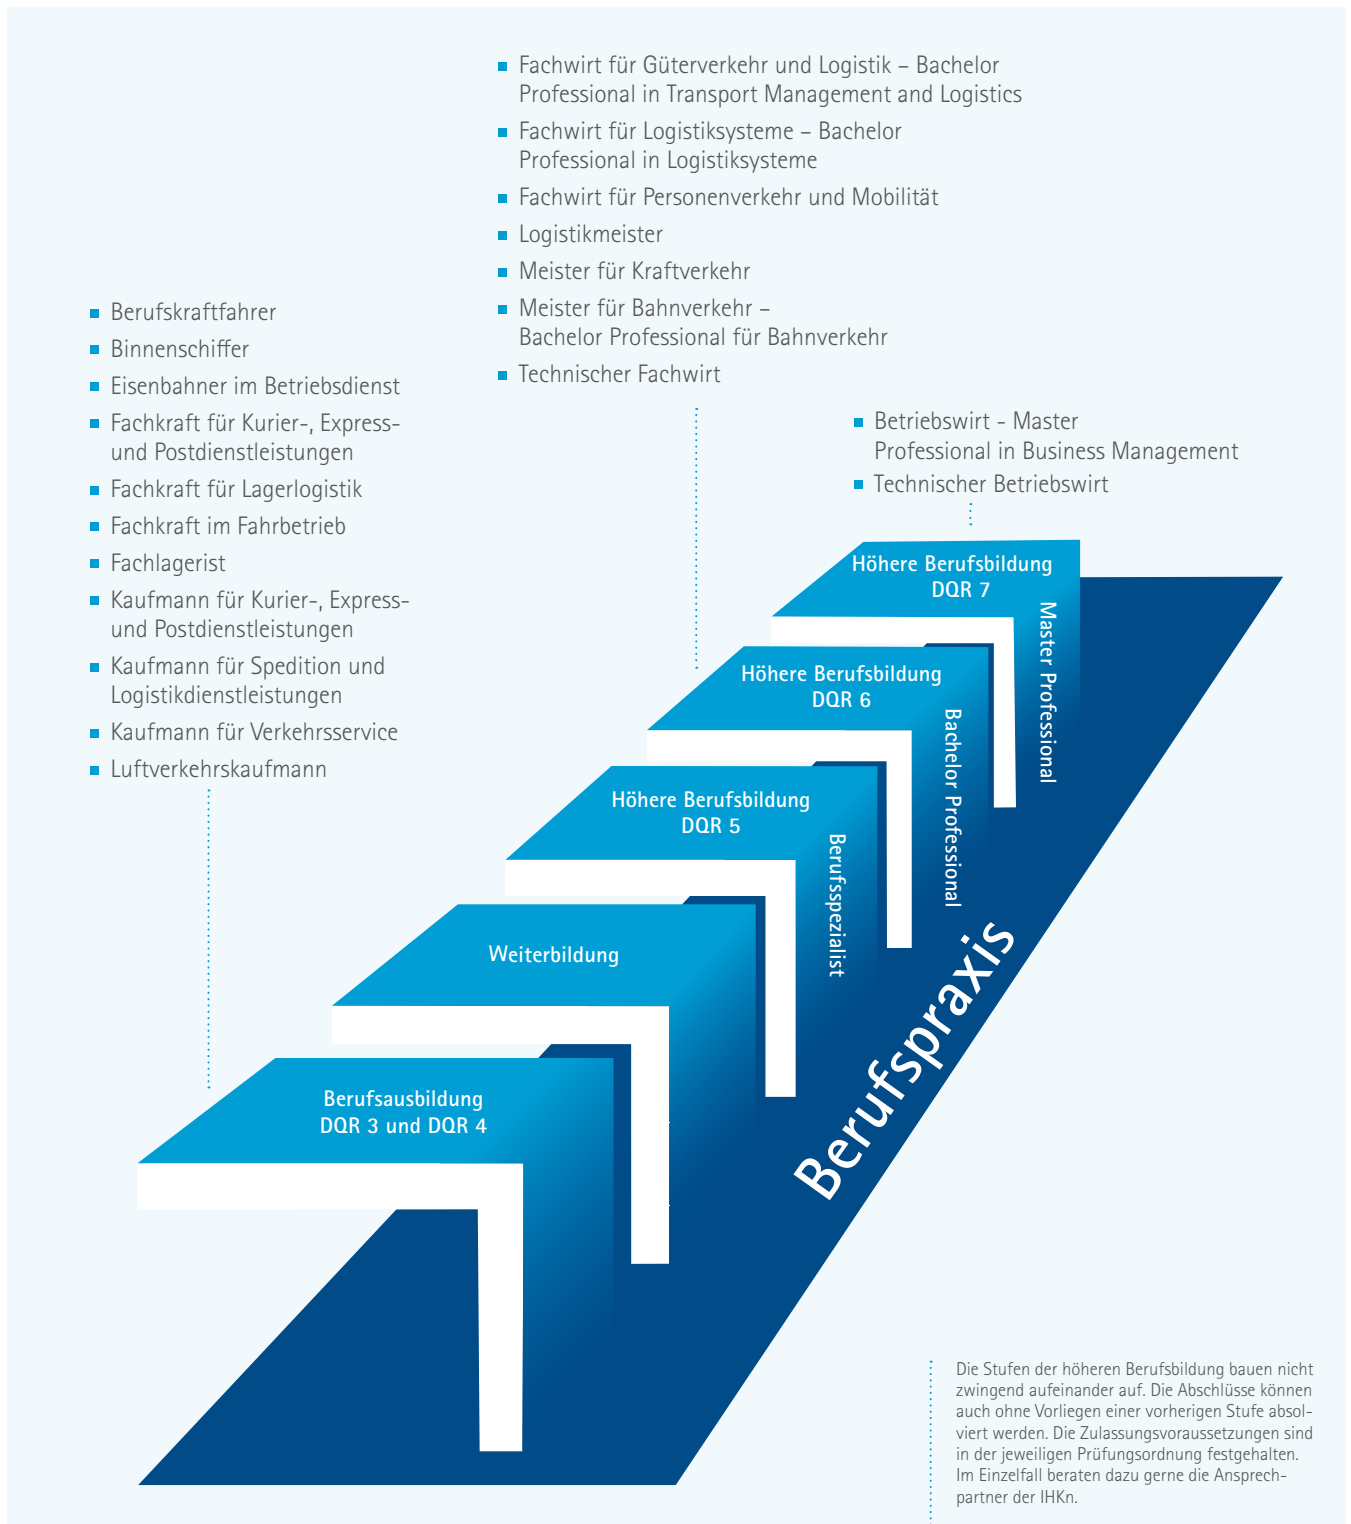 Fachwirt für Güterverkehr und Logistik – Bachelor
Professional in Transport Management and Logistics
Fachwirt für Logistiksysteme – Bachelor
Professional in Logistiksysteme
Fachwirt für Personenverkehr und Mobilität
Logistikmeister
Meister für Kraftverkehr
Meister für Bahnverkehr –
Bachelor Professional für Bahnverkehr
Technischer Fachwirt
Berufskraftfahrer
Binnenschiffer
Eisenbahner im Betriebsdienst
Fachkraft für Kurier-, Express-
und Postdienstleistungen
Fachkraft für Lagerlogistik
Fachkraft im Fahrbetrieb
Fachlagerist
Kaufmann für Kurier-, Express-
und Postdienstleistungen
Kaufmann für Spedition und
Logistikdienstleistungen
Kaufmann für Verkehrsservice
Luftverkehrskaufmann
Betriebswirt - Master
Professional in Business Management
Technischer Betriebswirt
Höhere Berufsbildung
DQR 7
Master Professional
Höhere Berufsbildung
DQR 6
Bachelor Professional
Höhere Berufsbildung
DQR 5
Berufsspezialist
Weiterbildung
Berufsausbildung
DQR 3 und DQR 4
Berufspraxis
Die Stufen der höheren Berufsbildung bauen nicht
zwingend aufeinander auf. Die Abschlüsse können
auch ohne Vorliegen einer vorherigen Stufe absol-
viert werden. Die Zulassungsvoraussetzungen sind
in der jeweiligen Prüfungsordnung festgehalten.
Im Einzelfall beraten dazu gerne die Ansprech-
partner der IHKn.